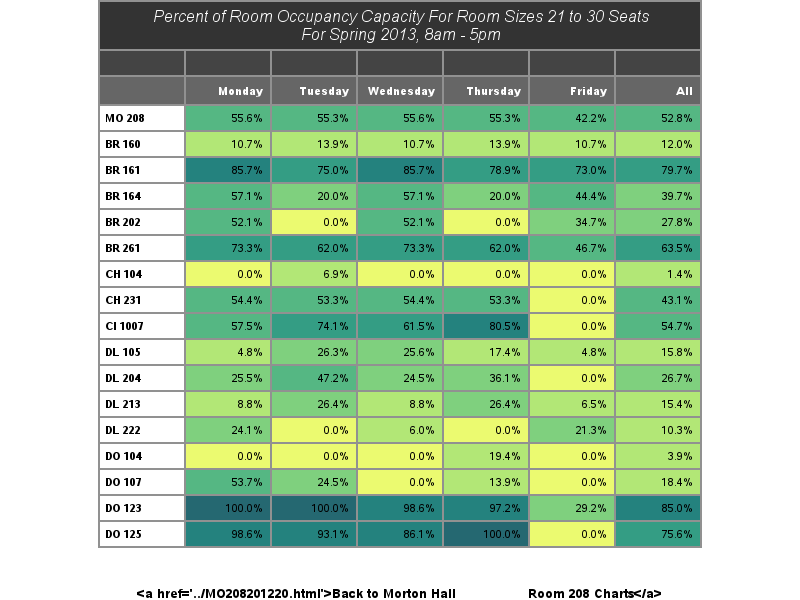 Percent of Room Occupancy Capacity For Room Sizes 21 to 30 Seats
For Spring 2013, 8am - 5pm
Monday Tuesday Wednesday Thursday Friday All
MO 208 55.6% 55.3% 55.6% 55.3% 42.2% 52.8%
BR 160 10.7% 13.9% 10.7% 13.9% 10.7% 12.0%
BR 161 85.7% 75.0% 85.7% 78.9% 73.0% 79.7%
BR 164 57.1% 20.0% 57.1% 20.0% 44.4% 39.7%
BR 202 52.1% 0.0% 52.1% 0.0% 34.7% 27.8%
BR 261 73.3% 62.0% 73.3% 62.0% 46.7% 63.5%
CH 104 0.0% 6.9% 0.0% 0.0% 0.0% 1.4%
CH 231 54.4% 53.3% 54.4% 53.3% 0.0% 43.1%
CI 1007 57.5% 74.1% 61.5% 80.5% 0.0% 54.7%
DL 105 4.8% 26.3% 25.6% 17.4% 4.8% 15.8%
DL 204 25.5% 47.2% 24.5% 36.1% 0.0% 26.7%
DL 213 8.8% 26.4% 8.8% 26.4% 6.5% 15.4%
DL 222 24.1% 0.0% 6.0% 0.0% 21.3% 10.3%
DO 104 0.0% 0.0% 0.0% 19.4% 0.0% 3.9%
DO 107 53.7% 24.5% 0.0% 13.9% 0.0% 18.4%
DO 123 100.0% 100.0% 98.6% 97.2% 29.2% 85.0%
DO 125 98.6% 93.1% 86.1% 100.0% 0.0% 75.6%
<a href='../MO208201220.html'>Back to Morton Hall Room 208 Charts</a>